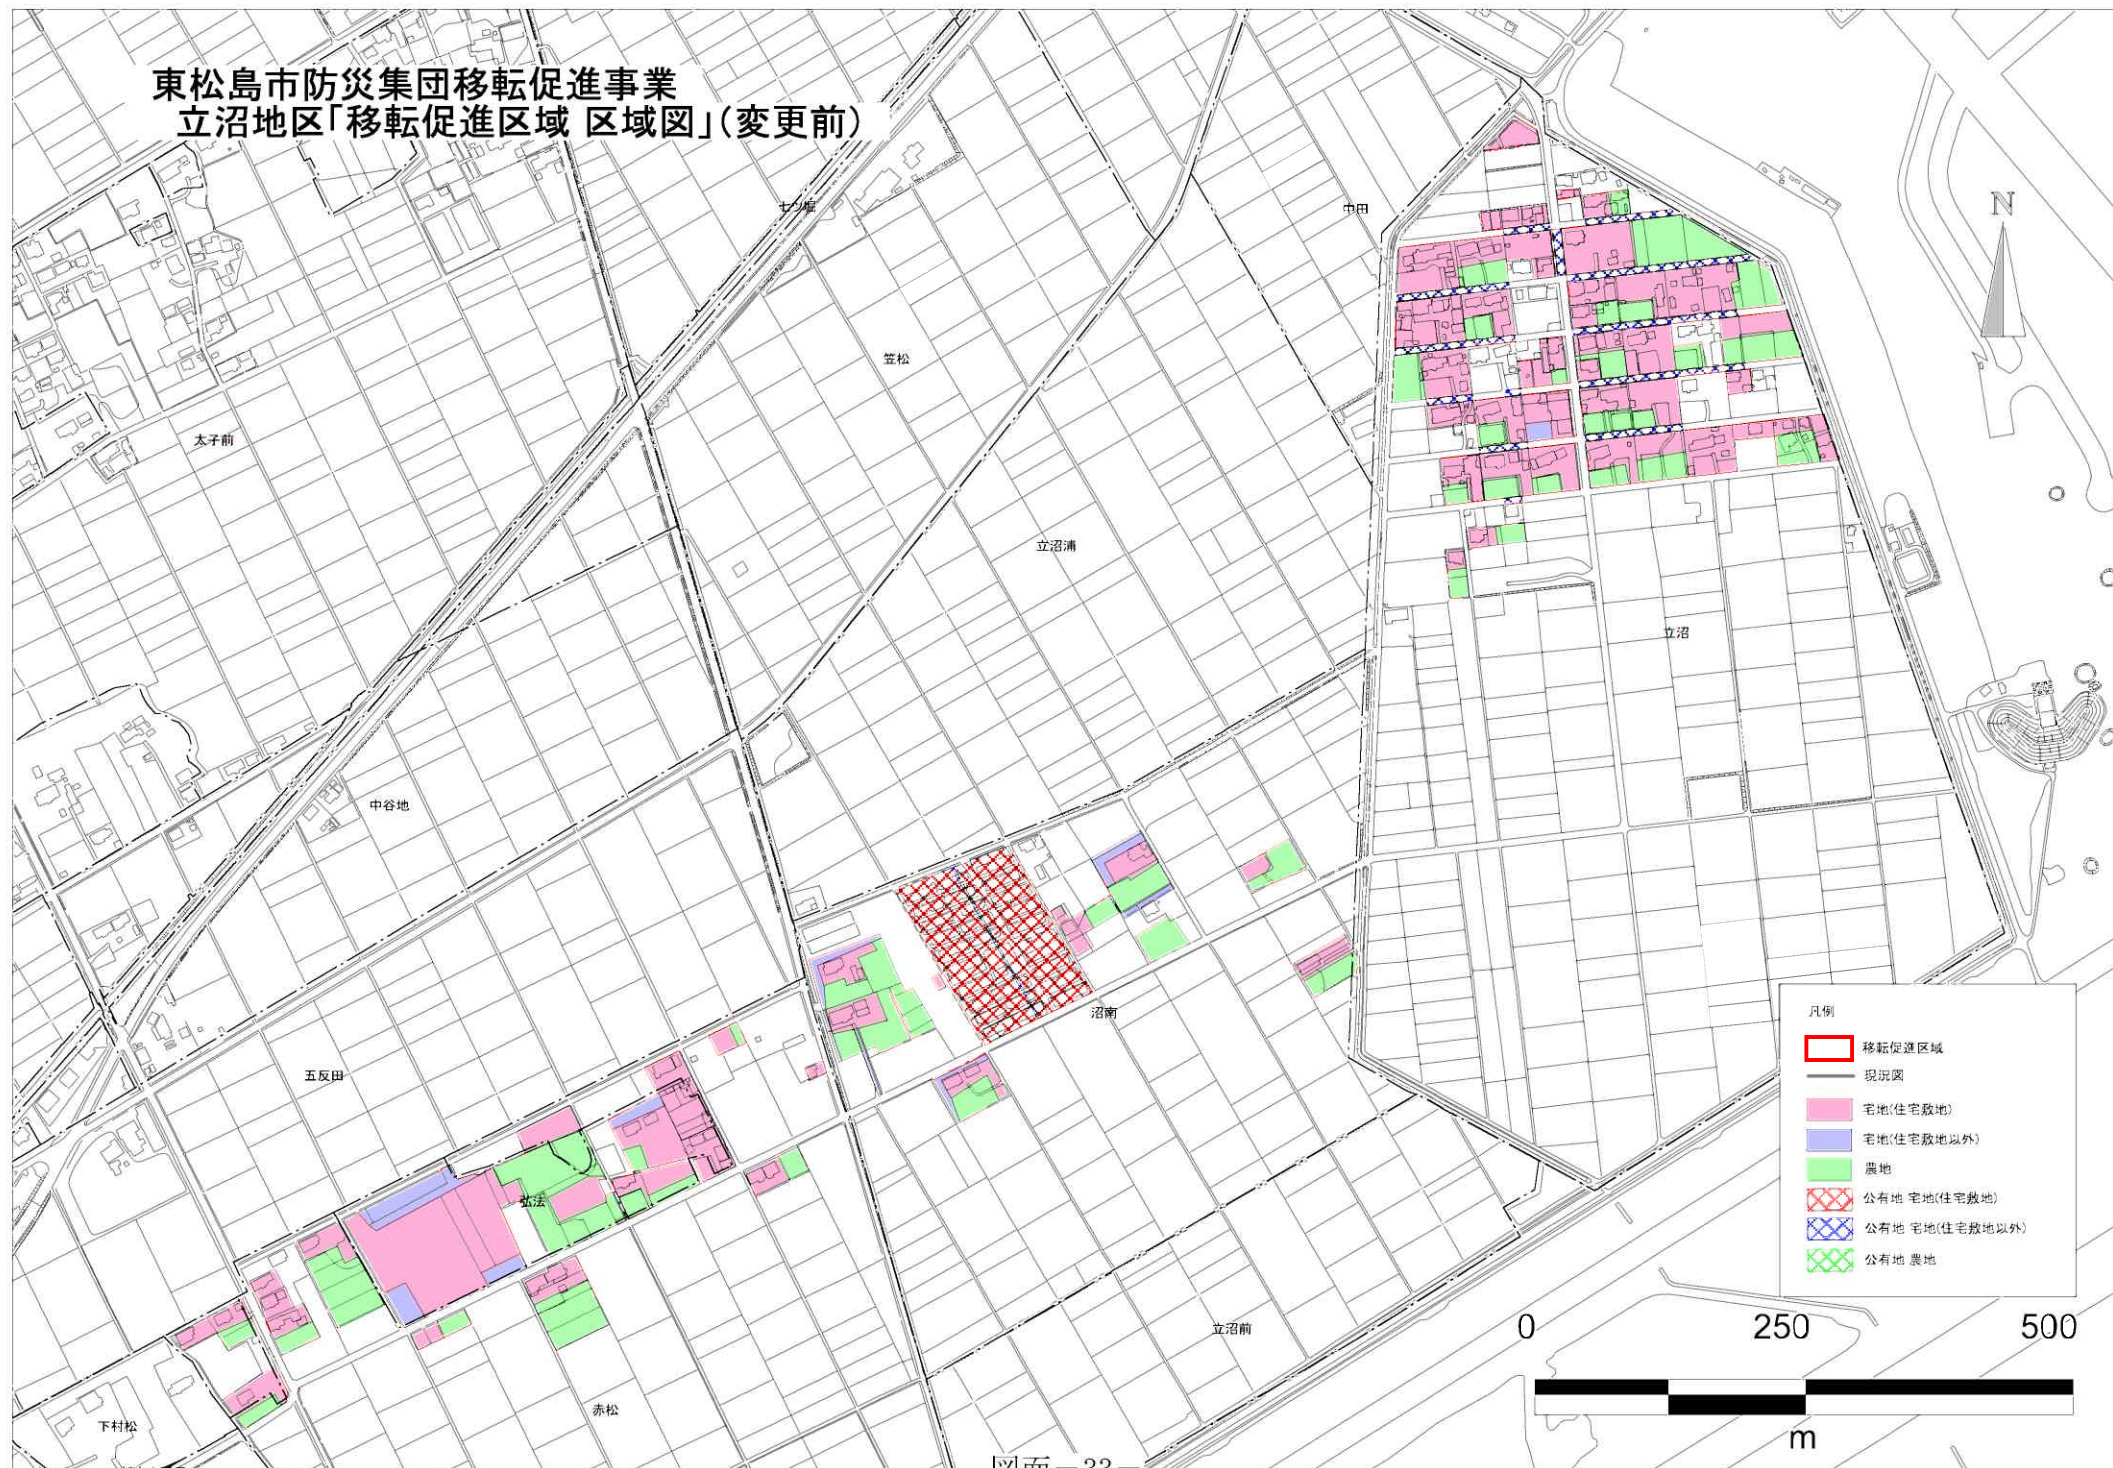 東松島市防災集団移転促進事業
立沼地区「移転促進区域 区域図」(変更前)
七ツ堀
中田
N
笠松
太子前
立沼浦
立沼
中谷地
沼南
五反田
弘法
立沼前
赤松
下村松
凡例
移転促進区域
現況図
宅地(住宅敷地)
宅地(住宅敷地以外)
農地
公有地 宅地(住宅敷地)
公有地 宅地(住宅敷地以外)
公有地 農地
0 250 500
m
図面-33-